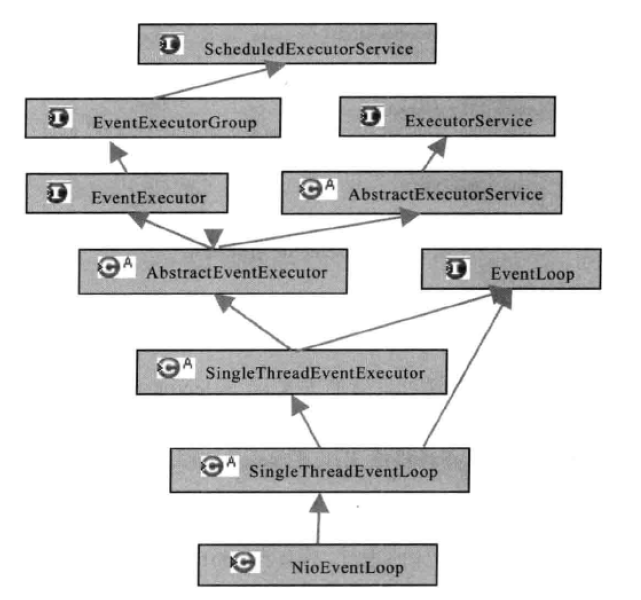 I ScheduledExecutorService
I EventExecutorGroup
I ExecutorService
I EventExecutor
C A AbstractExecutorService
C A AbstractEventExecutor
I EventLoop
C A SingleThreadEventExecutor
C A SingleThreadEventLoop
C NioEventLoop